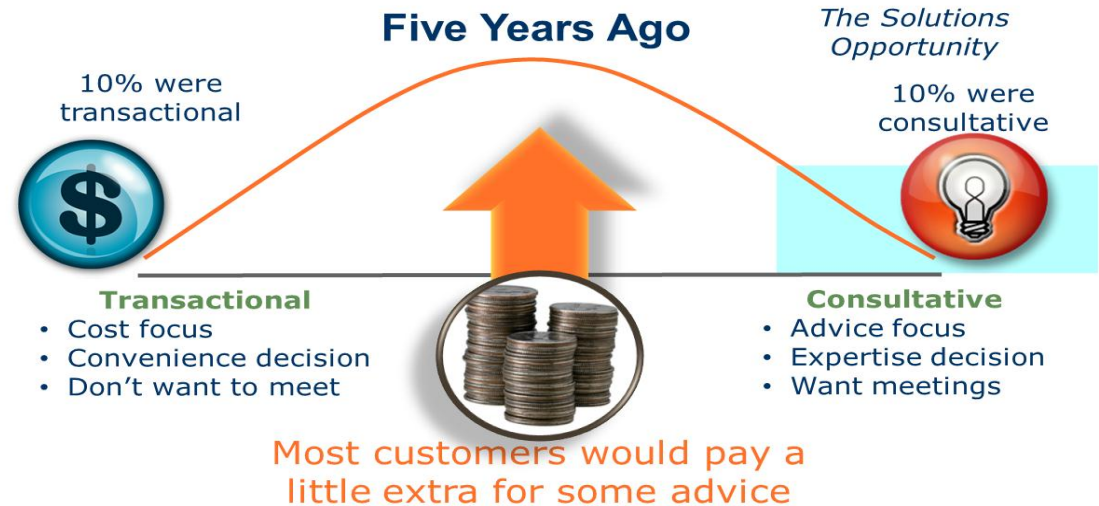 Five Years Ago
The Solutions
Opportunity
10% were
transactional
10% were
consultative
$
Transactional
• Cost focus
• Convenience decision
• Don't want to meet
Consultative
• Advice focus
• Expertise decision
• Want meetings
Most customers would pay a
little extra for some advice